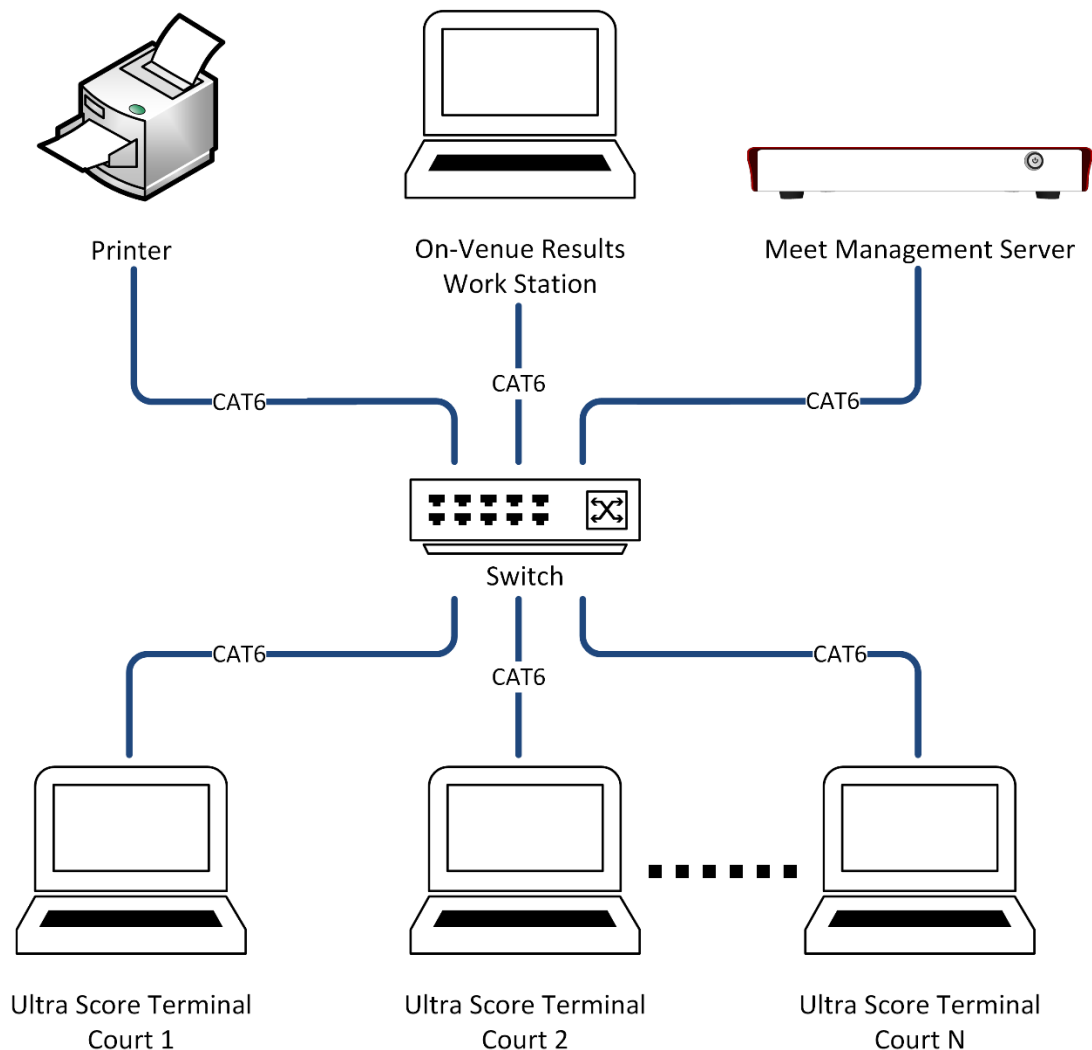 Printer
On-Venue Results
Work Station
Meet Management Server
CAT6
CAT6
CAT6
Switch
CAT6
CAT6
CAT6
Ultra Score Terminal
Court 1
Ultra Score Terminal
Court 2
Ultra Score Terminal
Court N